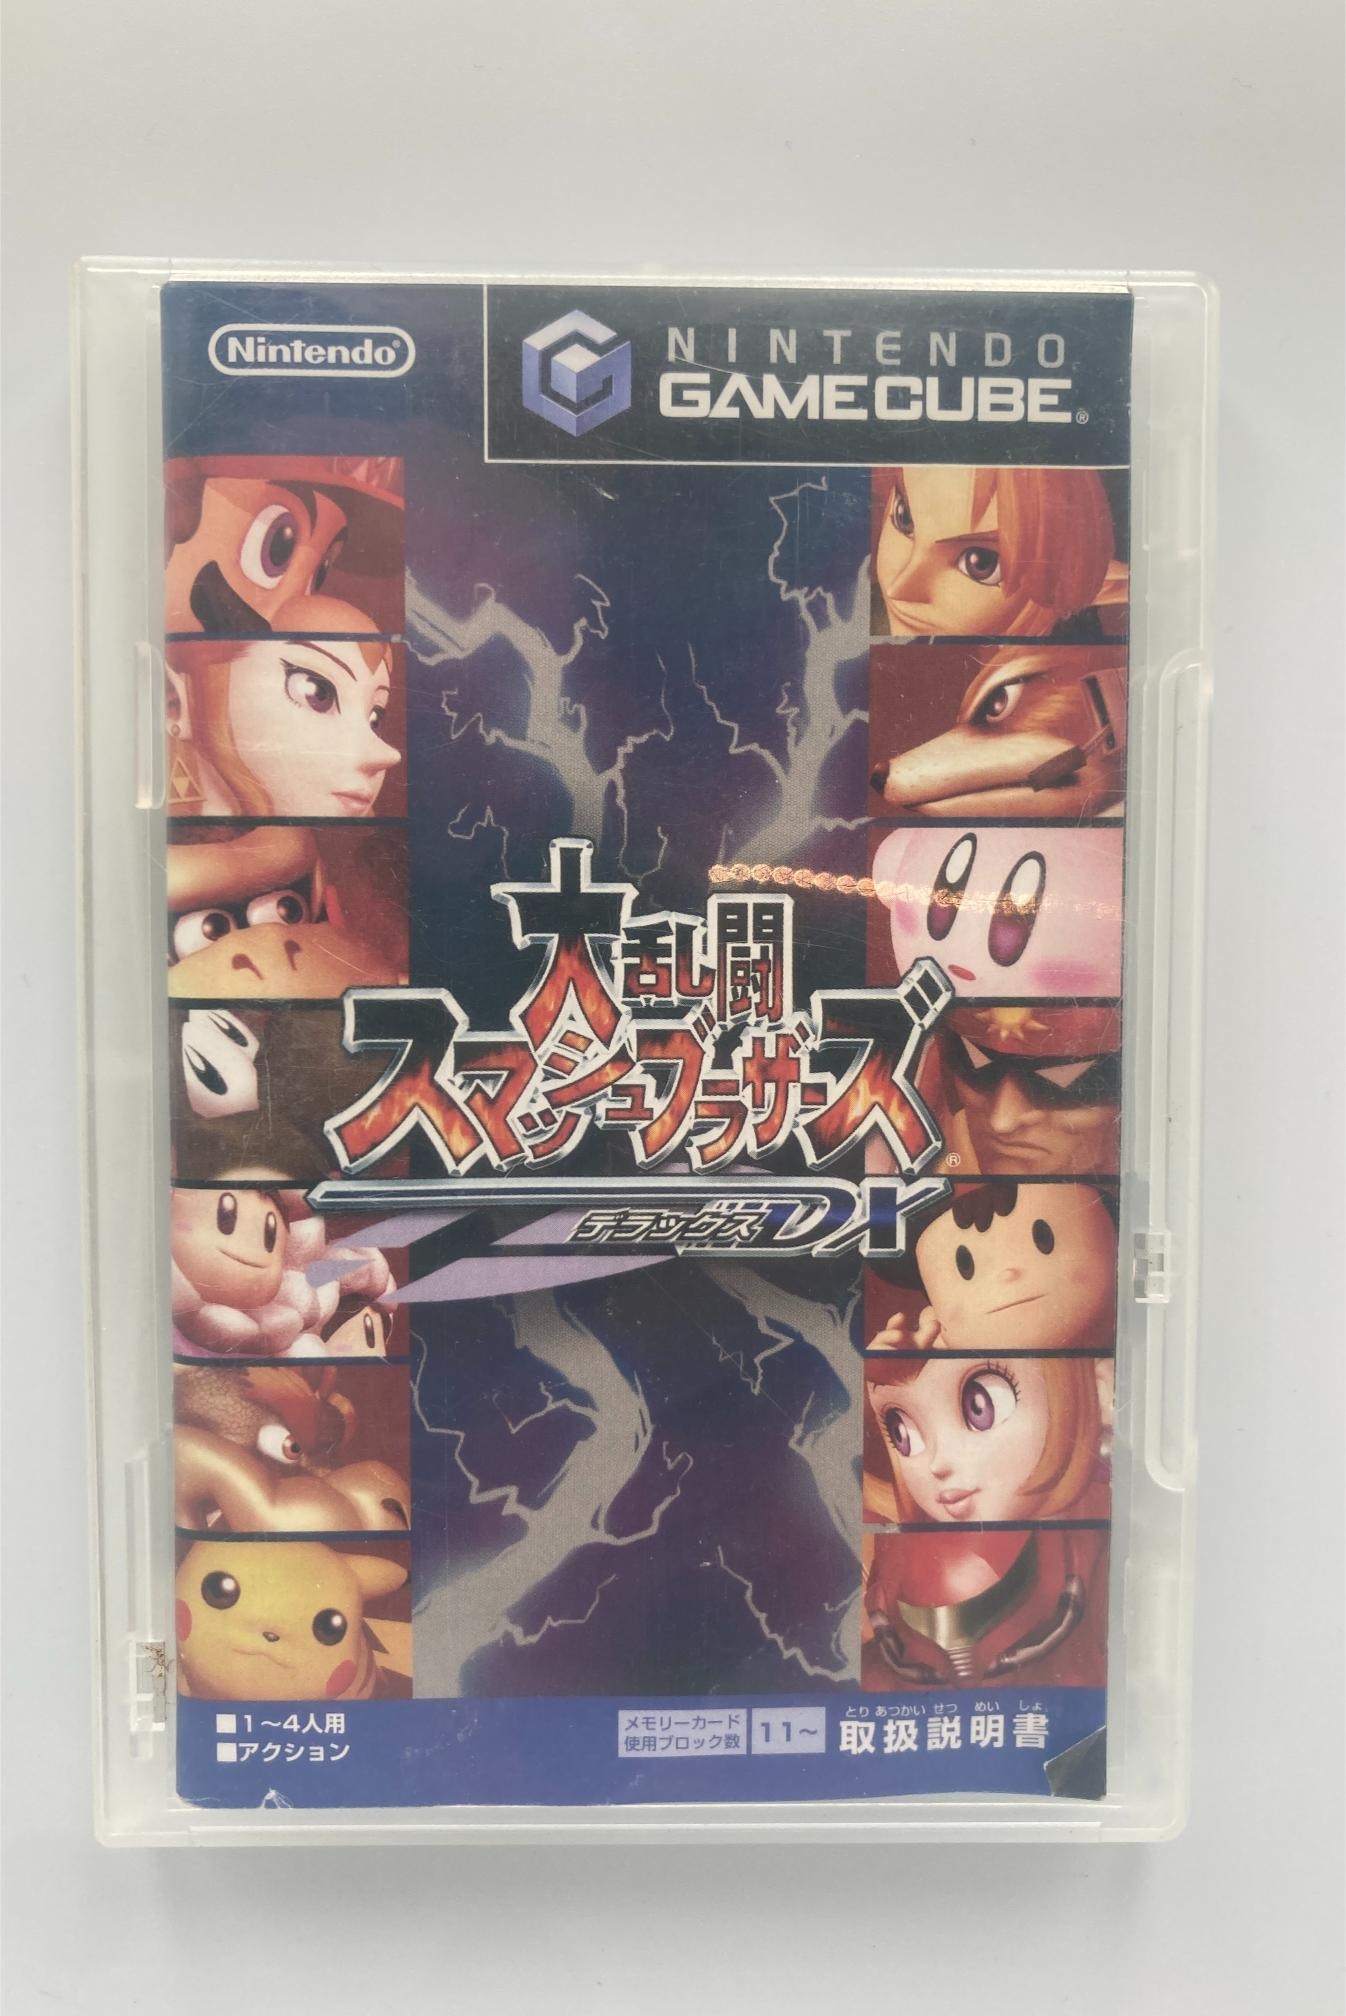 Nintendo®
NINTENDO
GAMECUBE®
大乱闘
スマッシュブラザーズ®
デラックスDX
■1～4人用
■アクション
メモリーカード
使用ブロック数
11～
とりあつかいせつめいしょ
取扱説明書